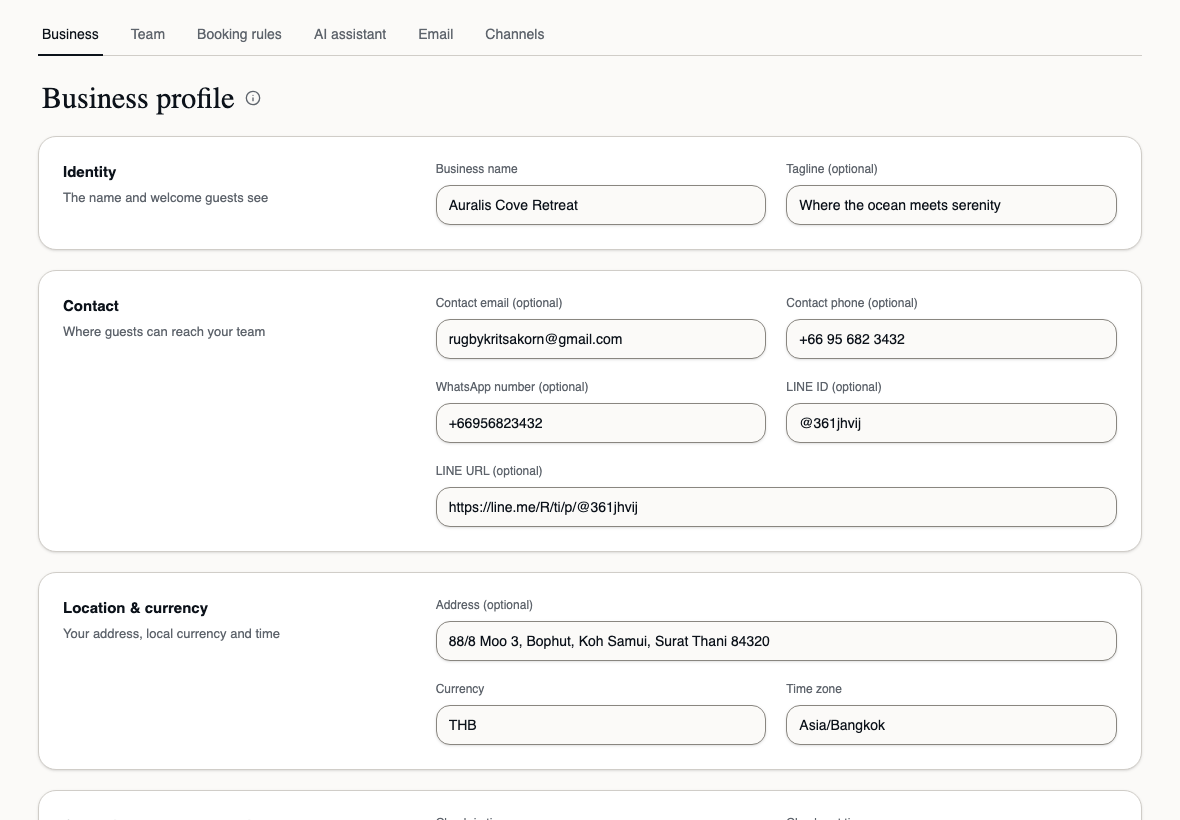 Business Team Booking rules AI assistant Email Channels
Business profile
Identity
The name and welcome guests see
Business name
Auralis Cove Retreat
Tagline (optional)
Where the ocean meets serenity
Contact
Where guests can reach your team
Contact email (optional)
rugbykritsakorn@gmail.com
Contact phone (optional)
+66 95 682 3432
WhatsApp number (optional)
+66956823432
LINE ID (optional)
@361jhvij
LINE URL (optional)
https://line.me/R/ti/p/@361jhvij
Location & currency
Your address, local currency and time
Address (optional)
88/8 Moo 3, Bophut, Koh Samui, Surat Thani 84320
Currency
THB
Time zone
Asia/Bangkok